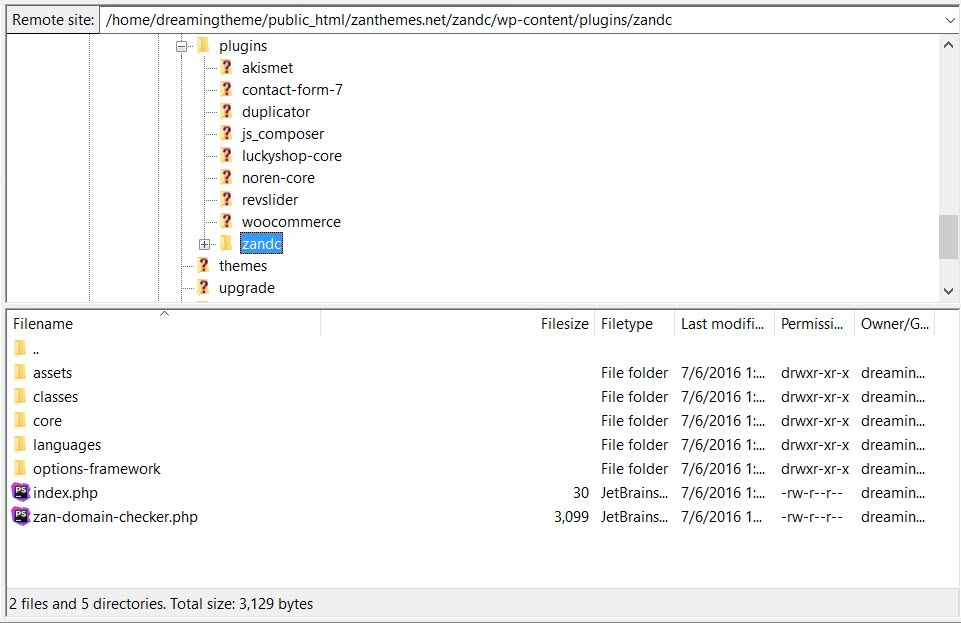 Remote site: /home/dreamingtheme/public_html/zanthemes.net/zandc/wp-content/plugins/zandc
plugins
? akismet
? contact-form-7
? duplicator
? js_composer
? luckyshop-core
? noren-core
? revslider
? woocommerce
zandc
? themes
? upgrade
Filename Filesize Filetype Last modifi... Permissi... Owner/G...
..
assets File folder 7/6/2016 1:... drwxr-xr-x dreamin...
classes File folder 7/6/2016 1:... drwxr-xr-x dreamin...
core File folder 7/6/2016 1:... drwxr-xr-x dreamin...
languages File folder 7/6/2016 1:... drwxr-xr-x dreamin...
options-framework File folder 7/6/2016 1:... drwxr-xr-x dreamin...
PS index.php 30 JetBrains... 7/6/2016 1:... -rw-r--r-- dreamin...
PS zan-domain-checker.php 3,099 JetBrains... 7/6/2016 1... -rw-r--r-- dreamin...
2 files and 5 directories. Total size: 3,129 bytes